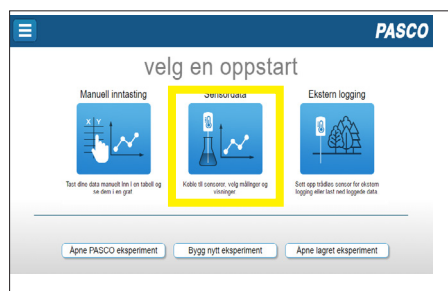 PASCO
velg en oppstart
Manuell inntasting
Sensordata
Ekstern logging
X Y
Tast dine data manuelt inn i en tabell og
se dem i en graf
Koble til sensorer, velg målinger og
visninger
Sett opp trådløs sensor for ekstern
logging eller last ned loggede data
Åpne PASCO eksperiment
Bygg nytt eksperiment
Åpne lagret eksperiment